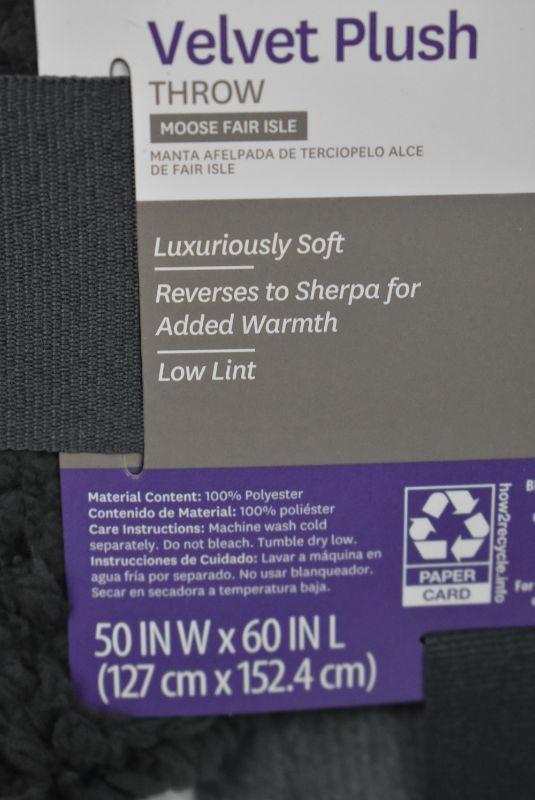 Velvet Plush
THROW
MOOSE FAIR ISLE
MANTA AFELPADA DE TERCIOPELO ALCE
DE FAIR ISLE
Luxuriously Soft
Reverses to Sherpa for
Added Warmth
Low Lint
Material Content: 100% Polyester
Contenido de Material: 100% poliéster
Care Instructions: Machine wash cold
separately. Do not bleach. Tumble dry low.
Instrucciones de Cuidado: Lavar a máquina en
agua fría por separado. No usar blanqueador.
Secar en secadora a temperatura baja.
50 IN W x 60 IN L
(127 cm x 152.4 cm)
PAPER
CARD
how2recycle.info
For